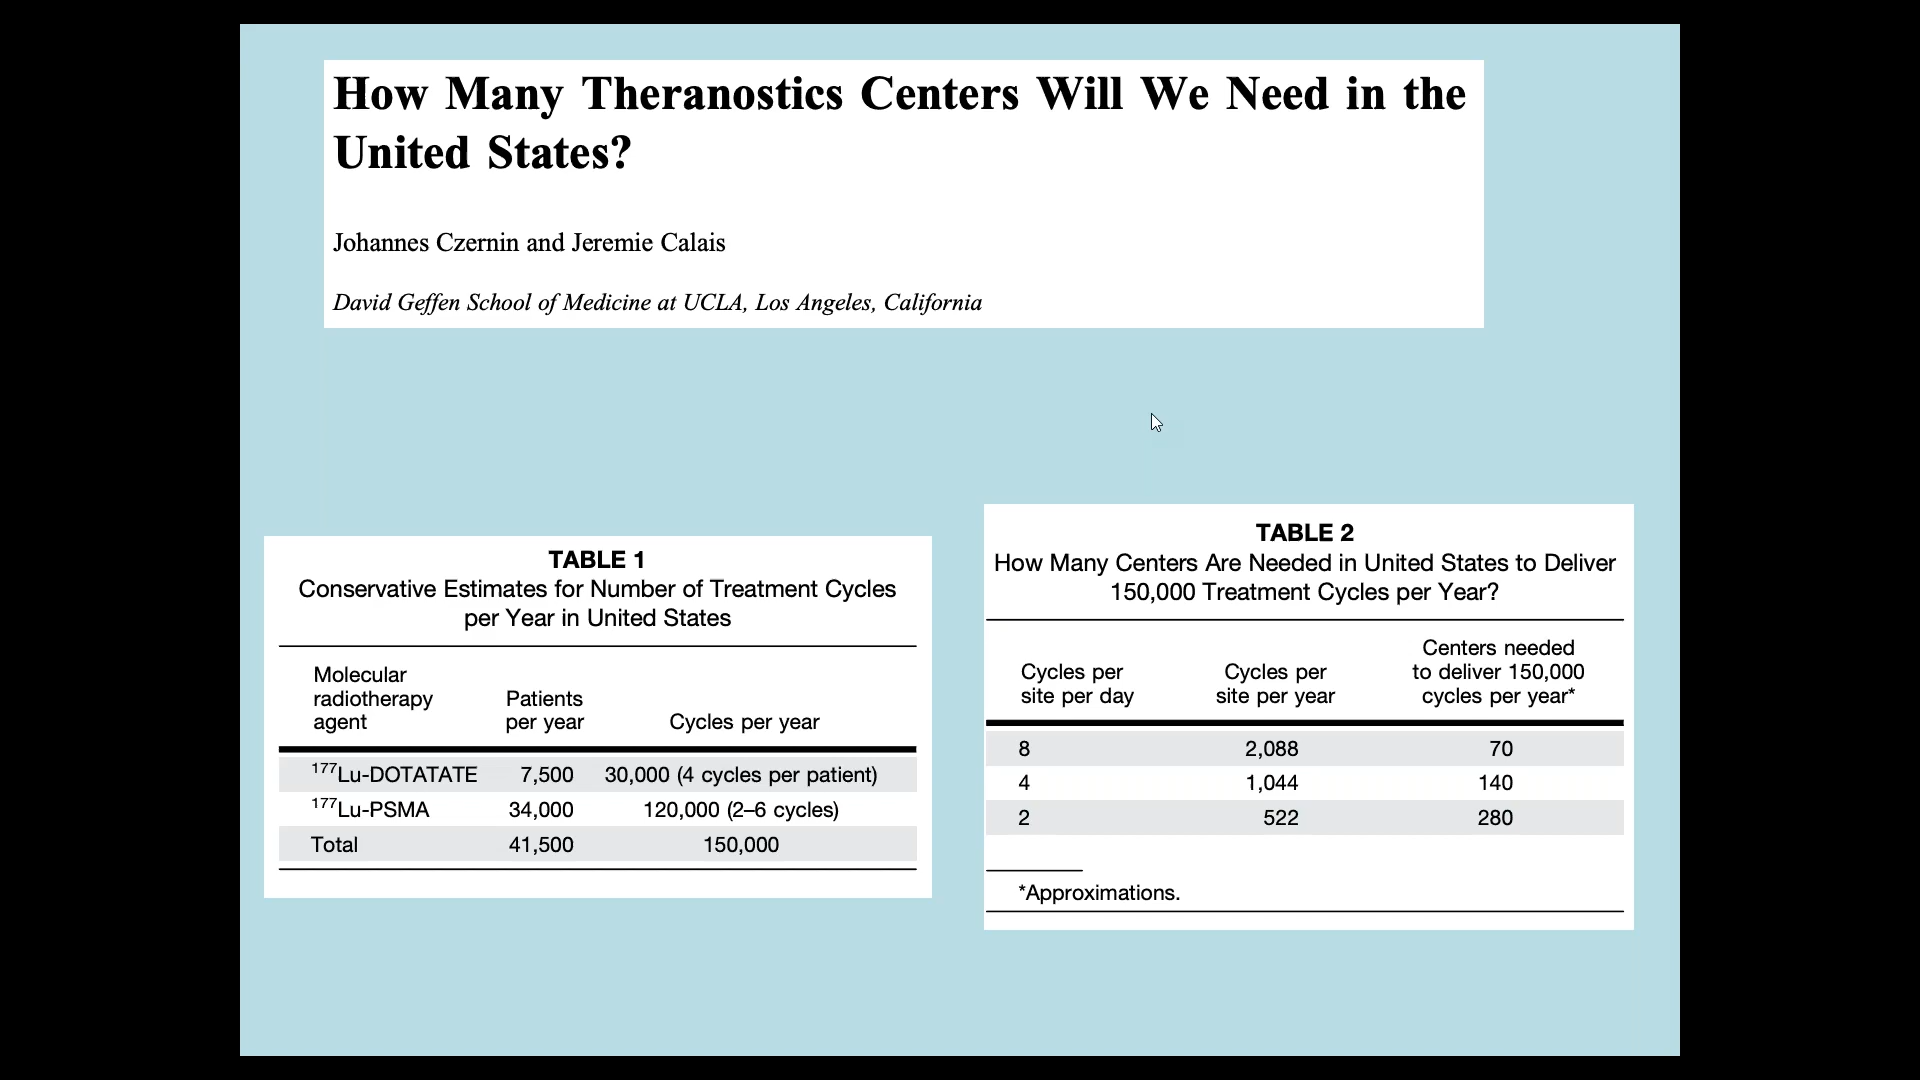 How Many Theranostics Centers Will We Need in the
United States?
Johannes Czernin and Jeremie Calais
David Geffen School of Medicine at UCLA, Los Angeles, California
TABLE 1
Conservative Estimates for Number of Treatment Cycles
per Year in United States
Molecular
radiotherapy
agent
Patients
per year
Cycles per year
¹⁷⁷Lu-DOTATATE 7,500 30,000 (4 cycles per patient)
¹⁷⁷Lu-PSMA 34,000 120,000 (2–6 cycles)
Total 41,500 150,000
TABLE 2
How Many Centers Are Needed in United States to Deliver
150,000 Treatment Cycles per Year?
Cycles per
site per day
Cycles per
site per year
Centers needed
to deliver 150,000
cycles per year*
8 2,088 70
4 1,044 140
2 522 280
*Approximations.